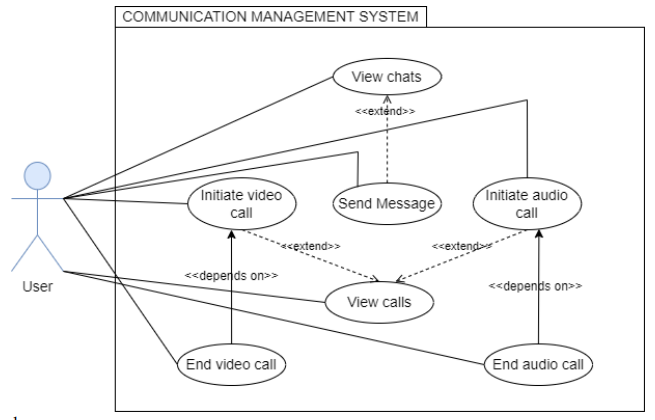 COMMUNICATION MANAGEMENT SYSTEM
View chats
<<extend>>
Initiate video
call
Send Message
Initiate audio
call
<<extend>>
<<extend>>
<<depends on>>
<<depends on>>
User
View calls
End video call
End audio call